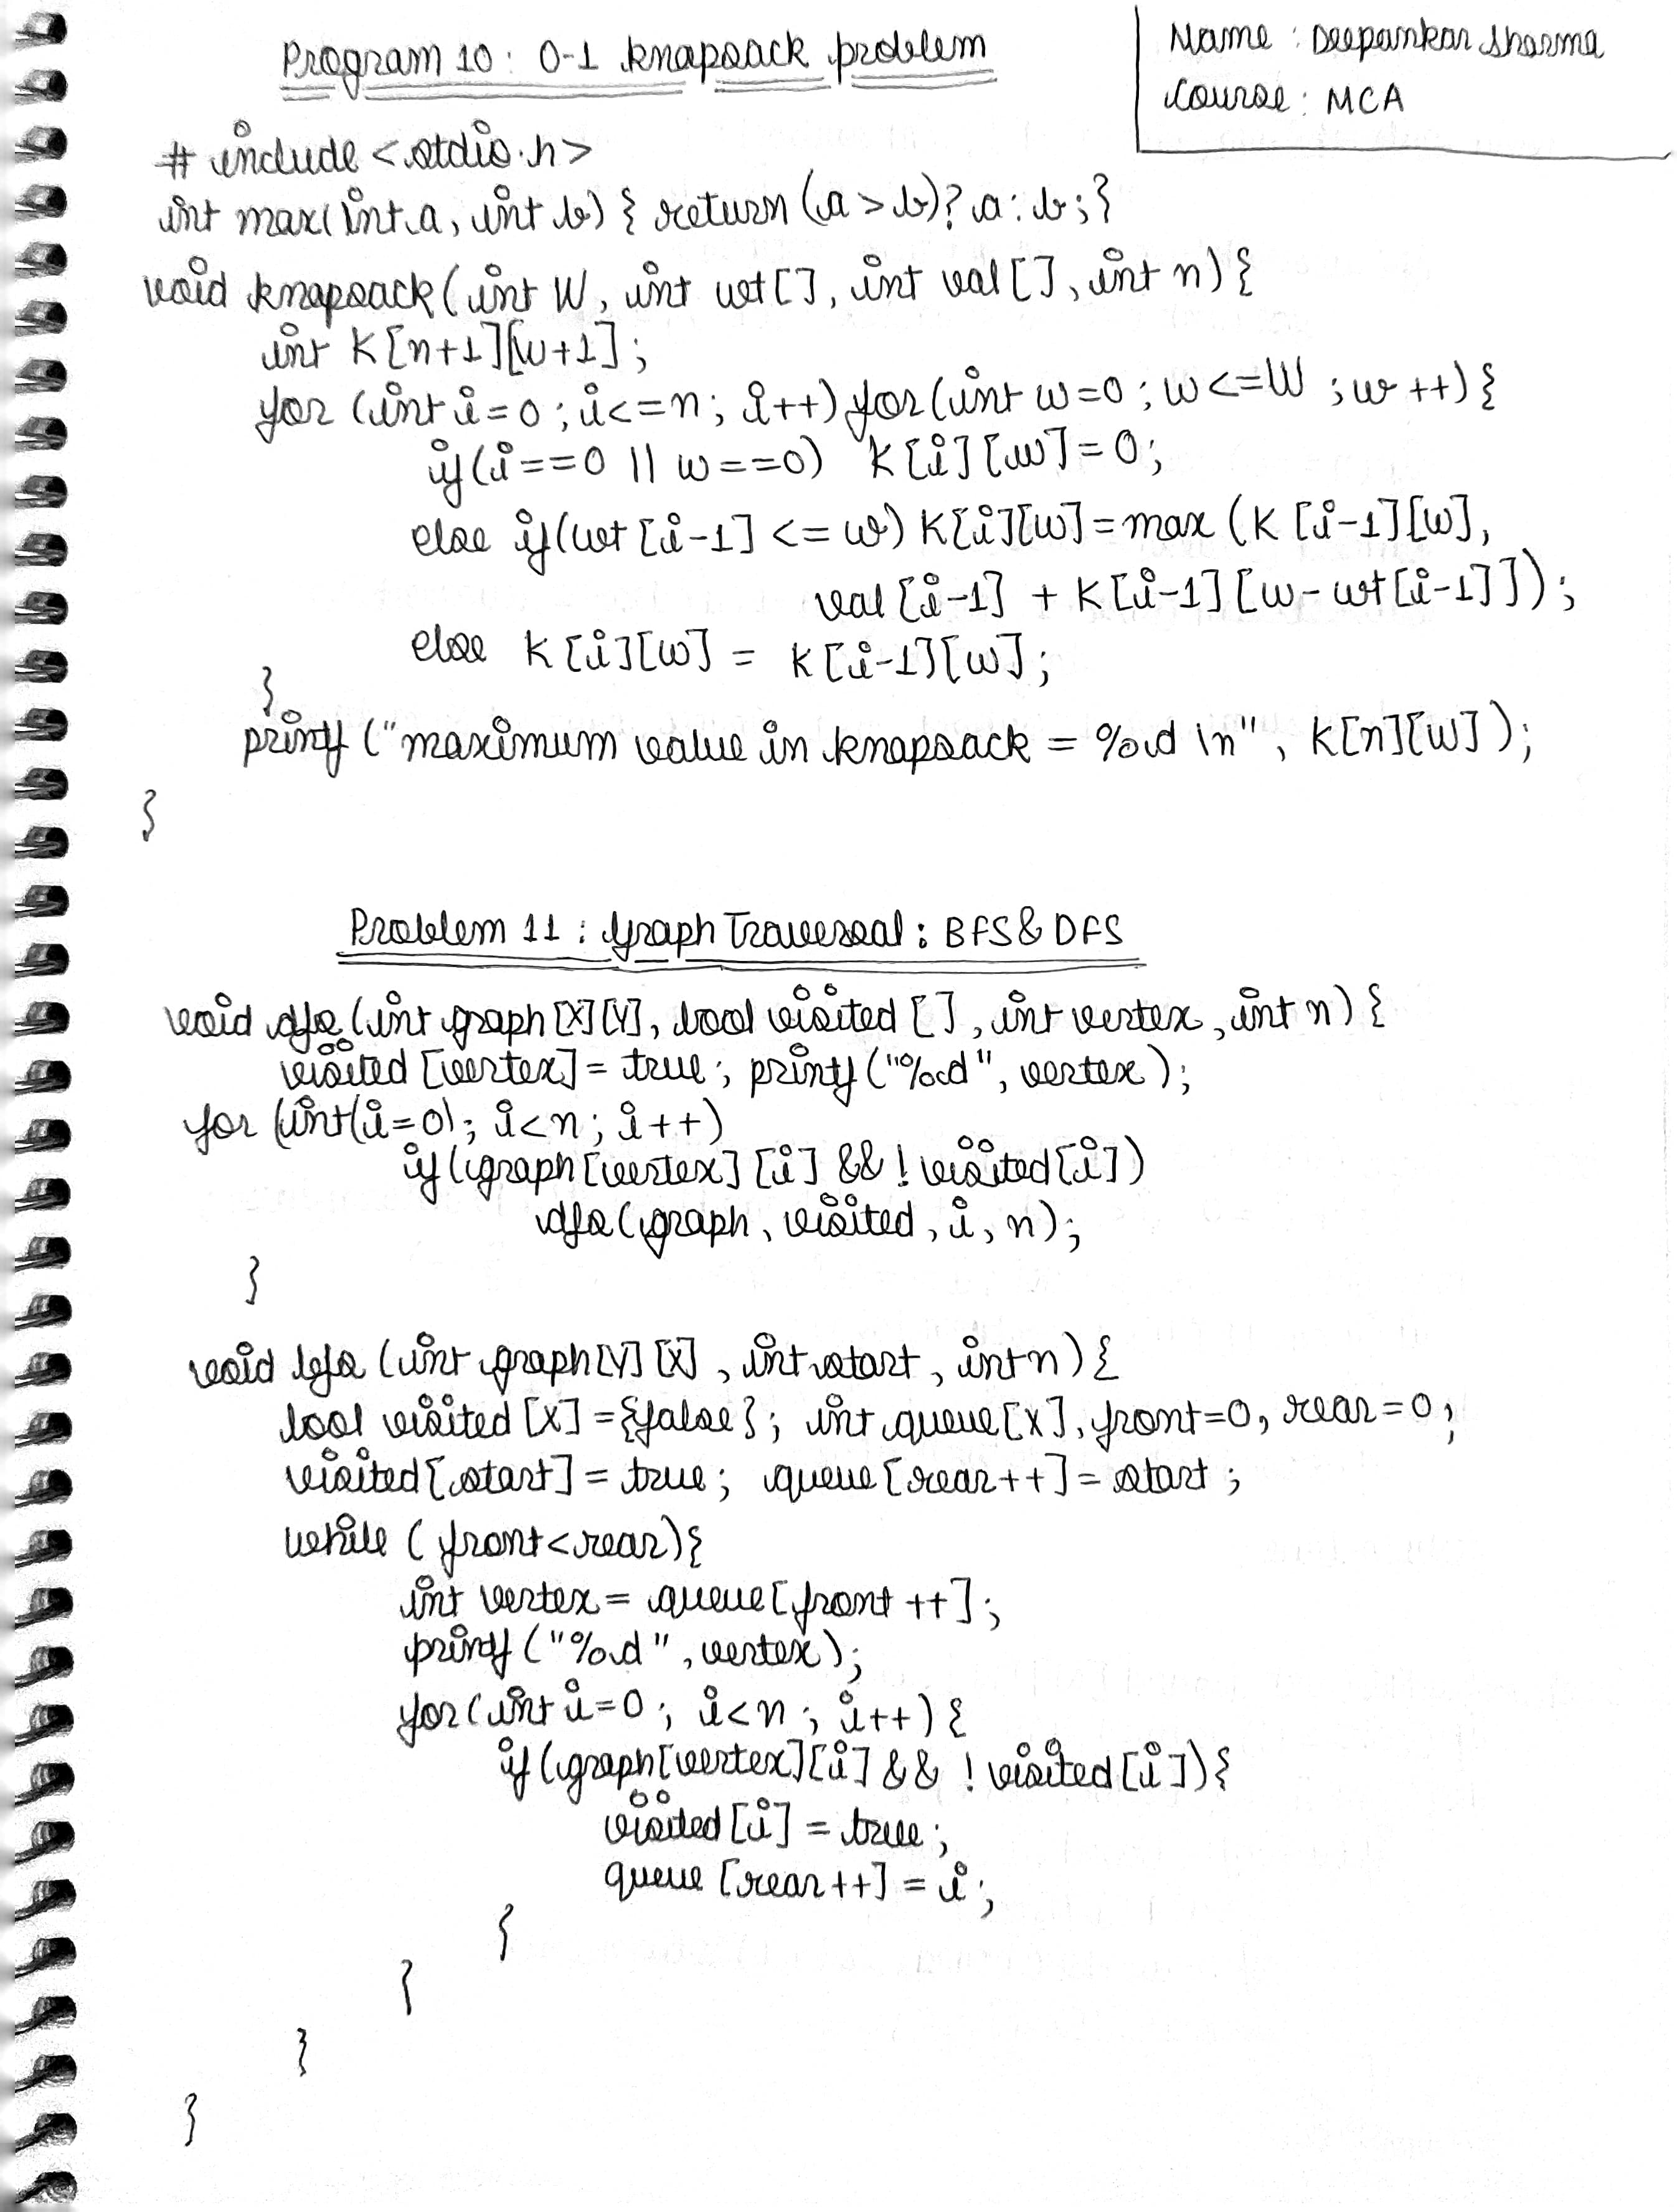 Program 10: 0-1 knapsack problem
Name : Deepamkar Sharma
Course : MCA
# include <stdio.h>
int max(int a, int b) { return (a > b)? a : b ; }
void knapsack( int W, int wt[], int val [], int n) {
int K[n+1][W+1];
for (int i=0 ; i<=n ; i++) for (int w=0 ; w<=W ; w++) {
if (i==0 || w==0) K[i][w]=0;
else if (wt[i-1] <= w) K[i][w]=max (K [i-1][w],
val [i-1] + K[i-1] [w-wt[i-1]]);
else K[i][w] = K[i-1][w];
}
printf ("maximum value in knapsack = %d \n", K[n][W]);
}
Problem 11 : Graph Traversal : BFS & DFS
void dfs (int graph [X][Y], bool visited [], int vertex, int n) {
visited [vertex]= true ; printf ("%d", vertex);
for (int(i=0); i<n ; i++)
if (graph[vertex] [i] && ! visited[i])
dfs (graph, visited, i, n);
}
void bfs (int graph[Y][X], int start, int n) {
bool visited [X] ={false}; int queue[X], front=0, rear=0;
visited[start]= true; queue[rear++]= start ;
while ( front<rear) {
int vertex= queue[front ++];
printf ("%d", vertex);
for( int i=0 ; i<n ; i++) {
if (graph[vertex][i] && ! visited [i]) {
visited[i] = true;
queue [rear++] = i ;
}
}
}
}